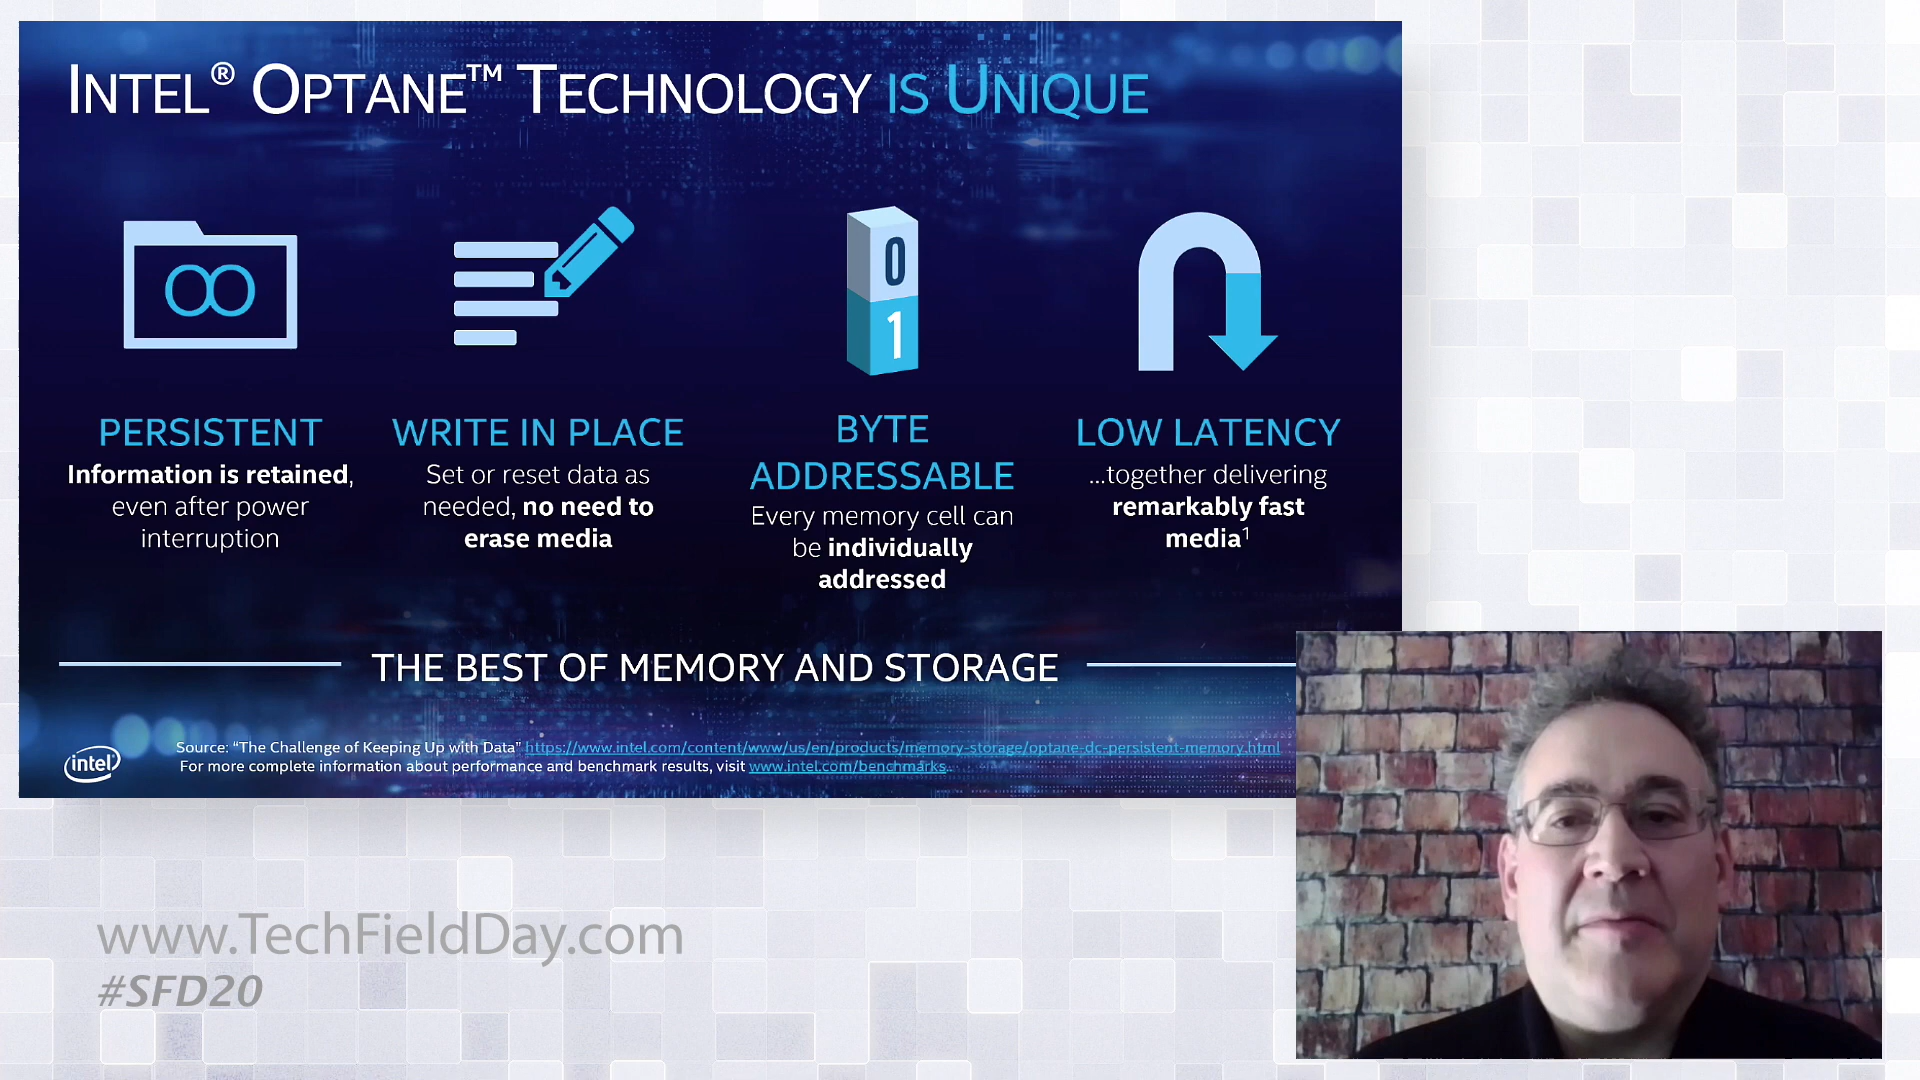 INTEL® OPTANE™ TECHNOLOGY IS UNIQUE
0
1
PERSISTENT
Information is retained,
even after power
interruption
WRITE IN PLACE
Set or reset data as
needed, no need to
erase media
BYTE
ADDRESSABLE
Every memory cell can
be individually
addressed
LOW LATENCY
...together delivering
remarkably fast
media1
THE BEST OF MEMORY AND STORAGE
intel
Source: “The Challenge of Keeping Up with Data” https://www.intel.com/content/www/us/en/products/memory-storage/optane-dc-persistent-memory.html
For more complete information about performance and benchmark results, visit www.intel.com/benchmarks.
www.TechFieldDay.com
#SFD20